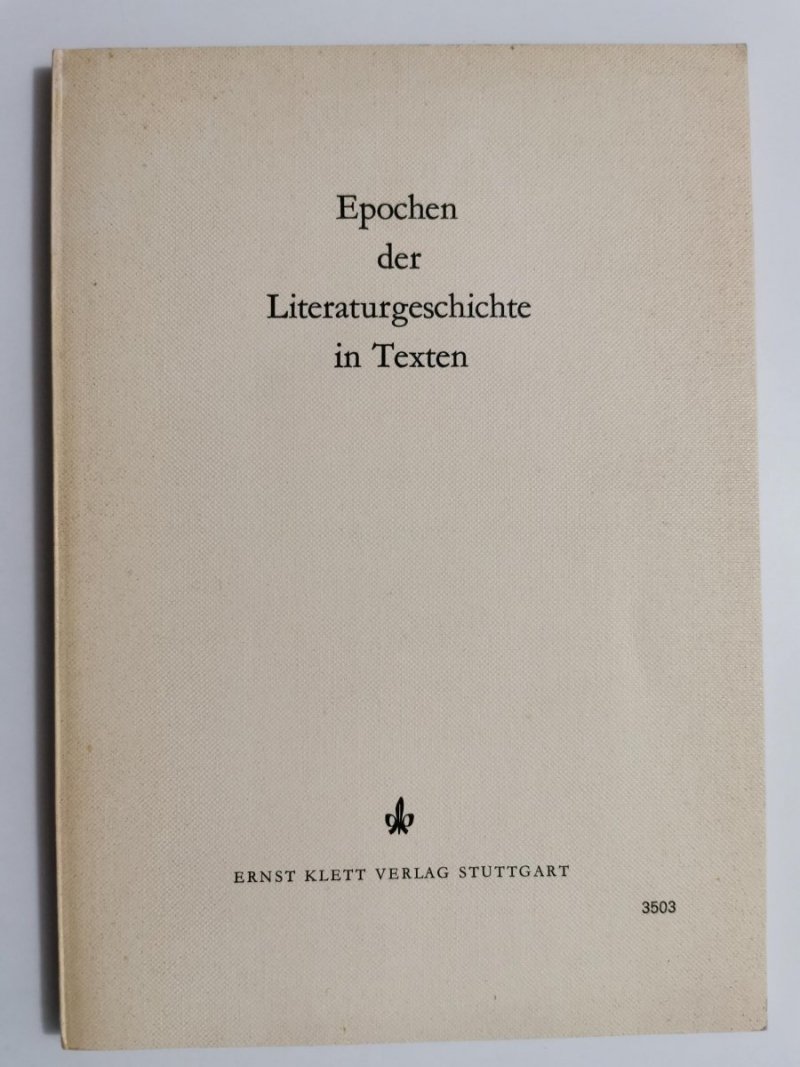 Epochen
der
Literaturgeschichte
in Texten
ERNST KLETT VERLAG STUTTGART
3503